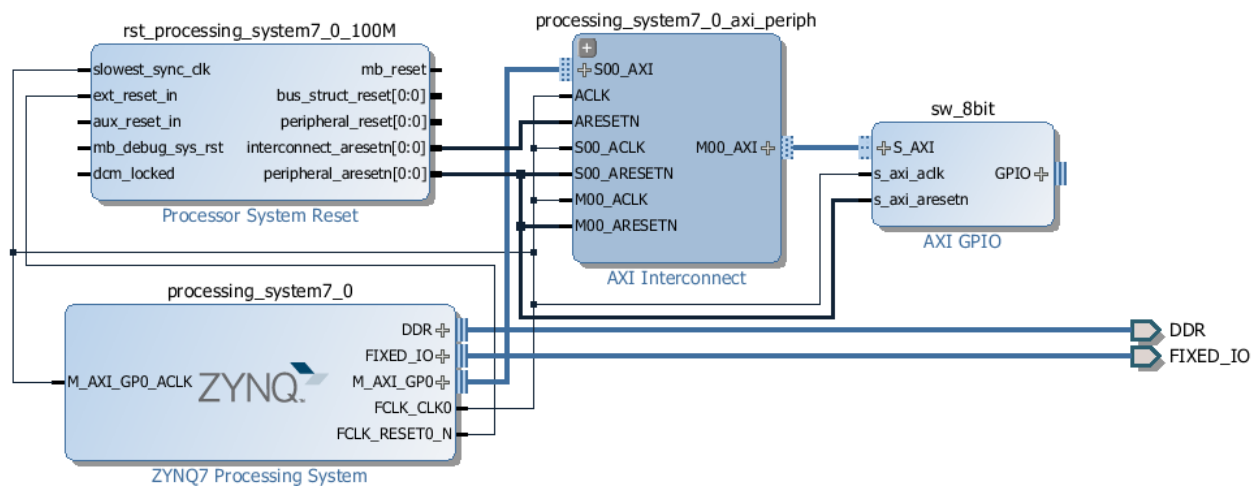 rst_processing_system7_0_100M
slowest_sync_clk
mb_reset
ext_reset_in
bus_struct_reset[0:0]
aux_reset_in
peripheral_reset[0:0]
mb_debug_sys_rst
interconnect_aresetn[0:0]
dcm_locked
peripheral_aresetn[0:0]
Processor System Reset
processing_system7_0_axi_periph
S00_AXI
ACLK
ARESETN
S00_ACLK
M00_AXI
S00_ARESETN
M00_ACLK
M00_ARESETN
AXI Interconnect
sw_8bit
S_AXI
s_axi_aclk
GPIO
s_axi_aresetn
AXI GPIO
processing_system7_0
DDR
FIXED_IO
M_AXI_GP0_ACLK
ZYNQ
M_AXI_GP0
FCLK_CLK0
FCLK_RESET0_N
ZYNQ7 Processing System
DDR
FIXED_IO